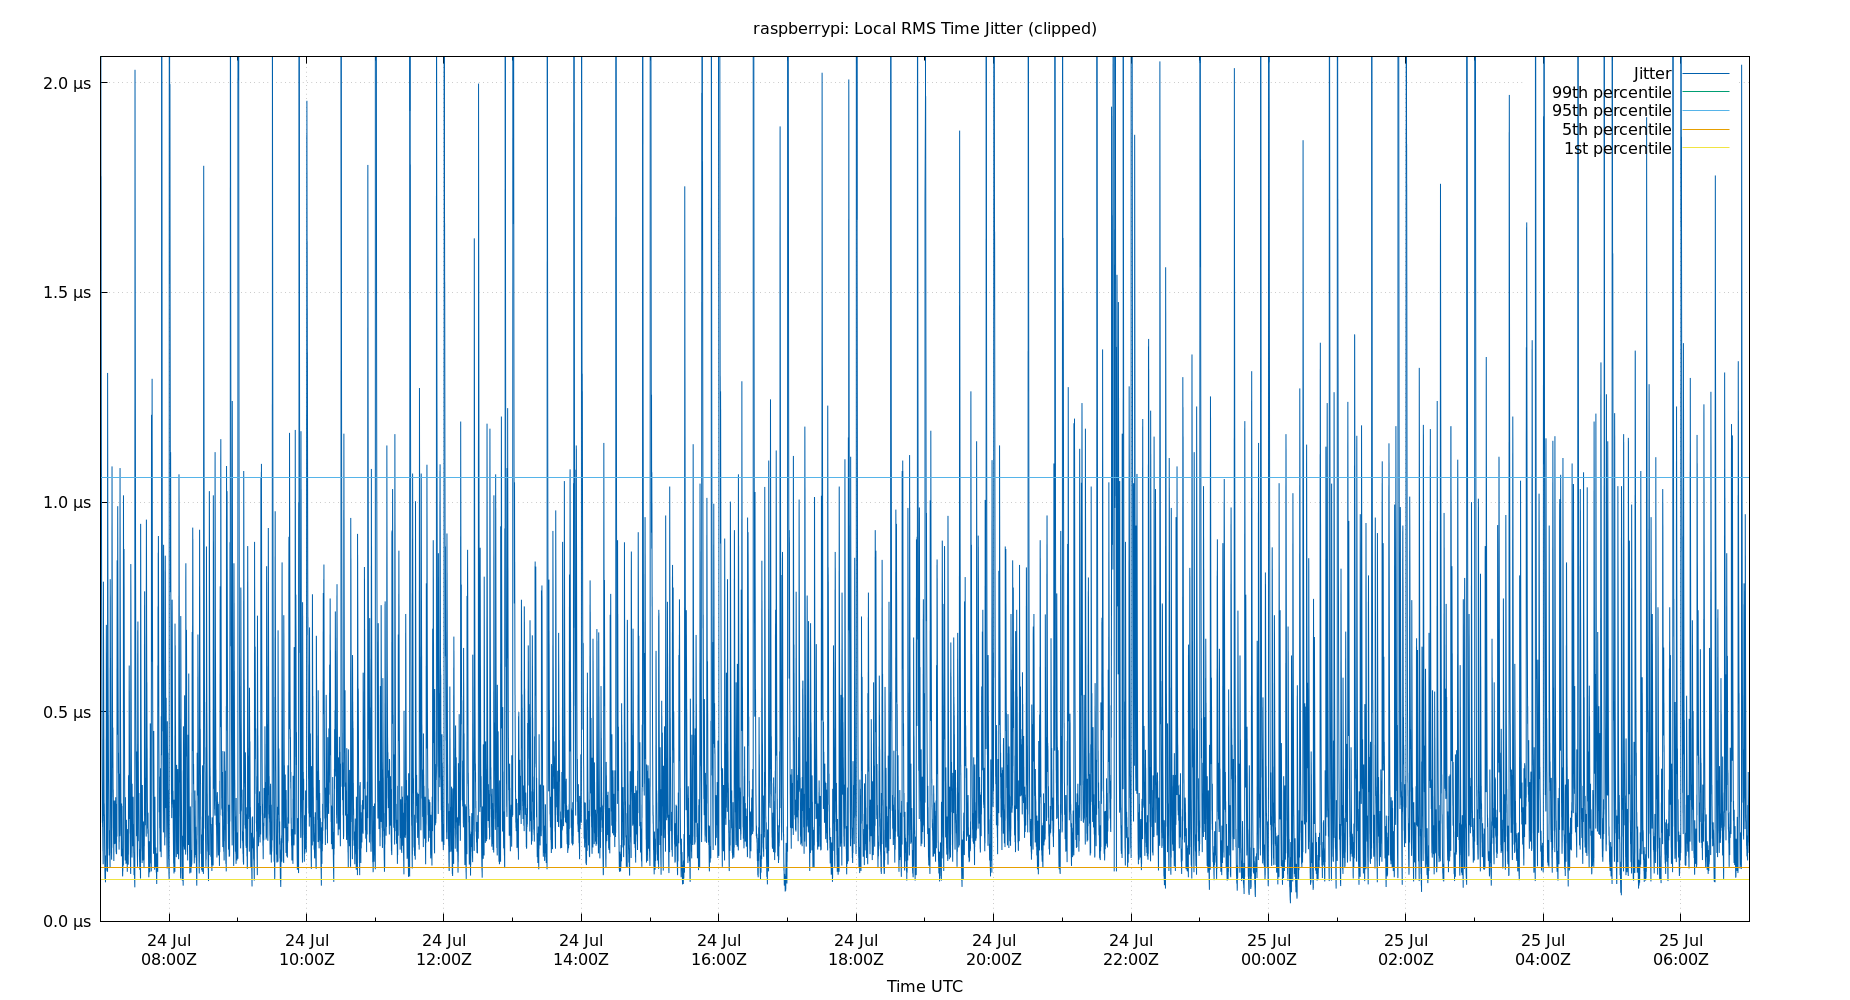 raspberrypi: Local RMS Time Jitter (clipped)
Jitter
99th percentile
95th percentile
5th percentile
1st percentile
2.0 µs
1.5 µs
1.0 µs
0.5 µs
0.0 µs
24 Jul 24 Jul 24 Jul 24 Jul 24 Jul 24 Jul 24 Jul 24 Jul 25 Jul 25 Jul 25 Jul 25 Jul
08:00Z 10:00Z 12:00Z 14:00Z 16:00Z 18:00Z 20:00Z 22:00Z 00:00Z 02:00Z 04:00Z 06:00Z
Time UTC